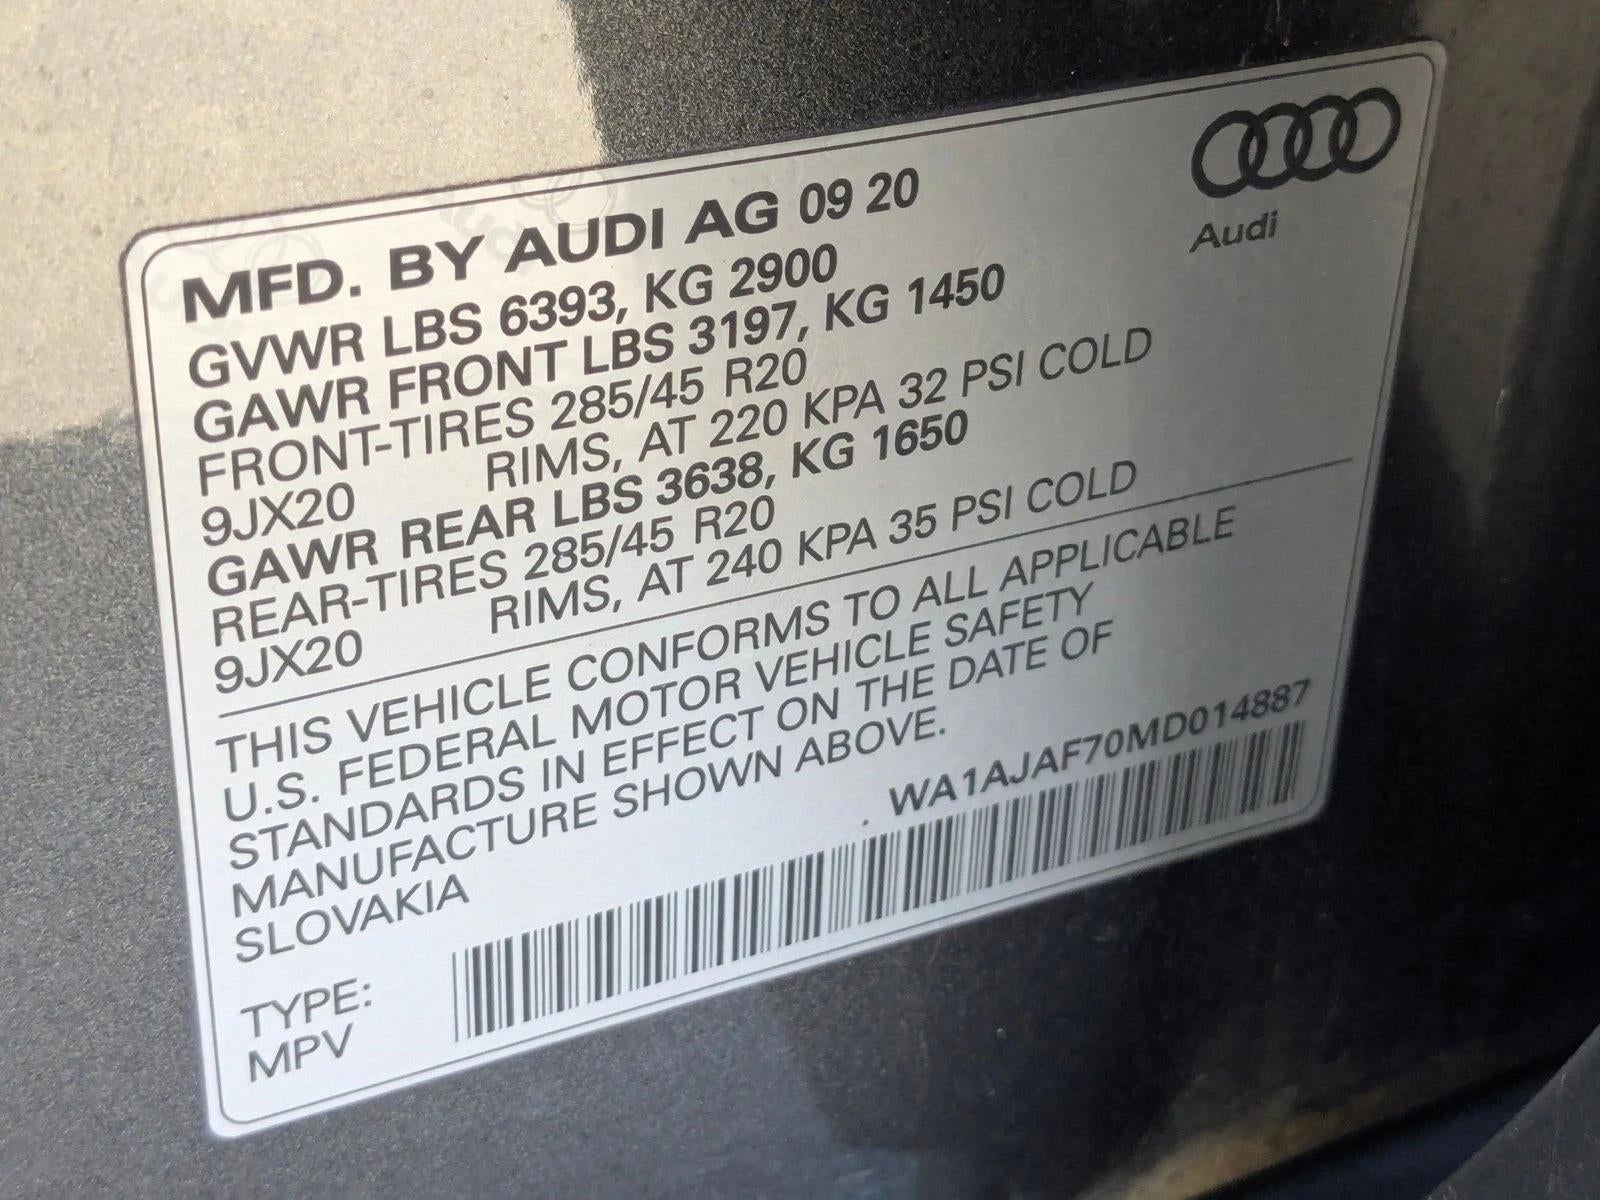 MFD. BY AUDI AG 09 20
GVWR LBS 6393, KG 2900
GAWR FRONT LBS 3197, KG 1450
FRONT-TIRES 285/45 R20
9JX20 RIMS, AT 220 KPA 32 PSI COLD
GAWR REAR LBS 3638, KG 1650
REAR-TIRES 285/45 R20
9JX20 RIMS, AT 240 KPA 35 PSI COLD
Audi
THIS VEHICLE CONFORMS TO ALL APPLICABLE
U.S. FEDERAL MOTOR VEHICLE SAFETY
STANDARDS IN EFFECT ON THE DATE OF
MANUFACTURE SHOWN ABOVE.
SLOVAKIA
WA1AJAF70MD014887
TYPE:
MPV